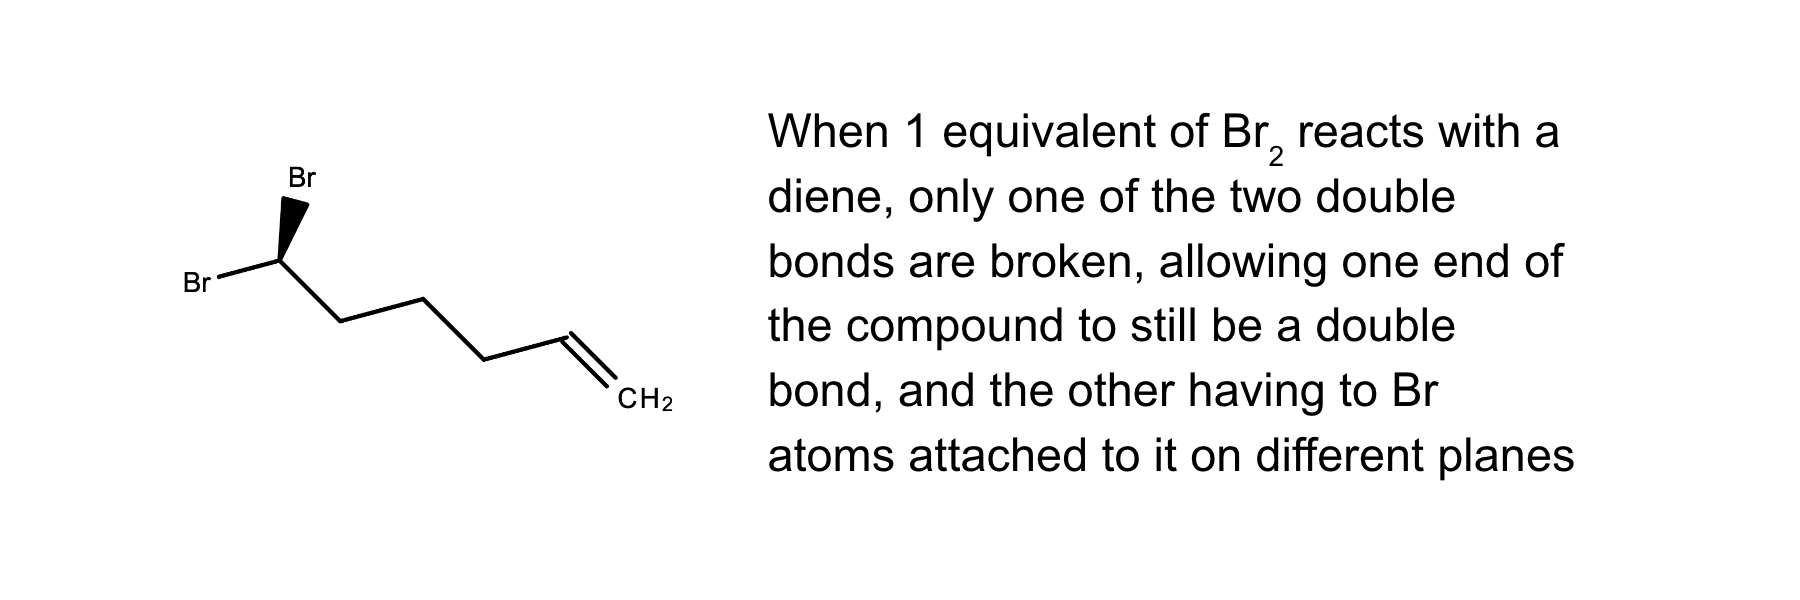 Br
Br
CH2
When 1 equivalent of Br2 reacts with a
diene, only one of the two double
bonds are broken, allowing one end of
the compound to still be a double
bond, and the other having to Br
atoms attached to it on different planes